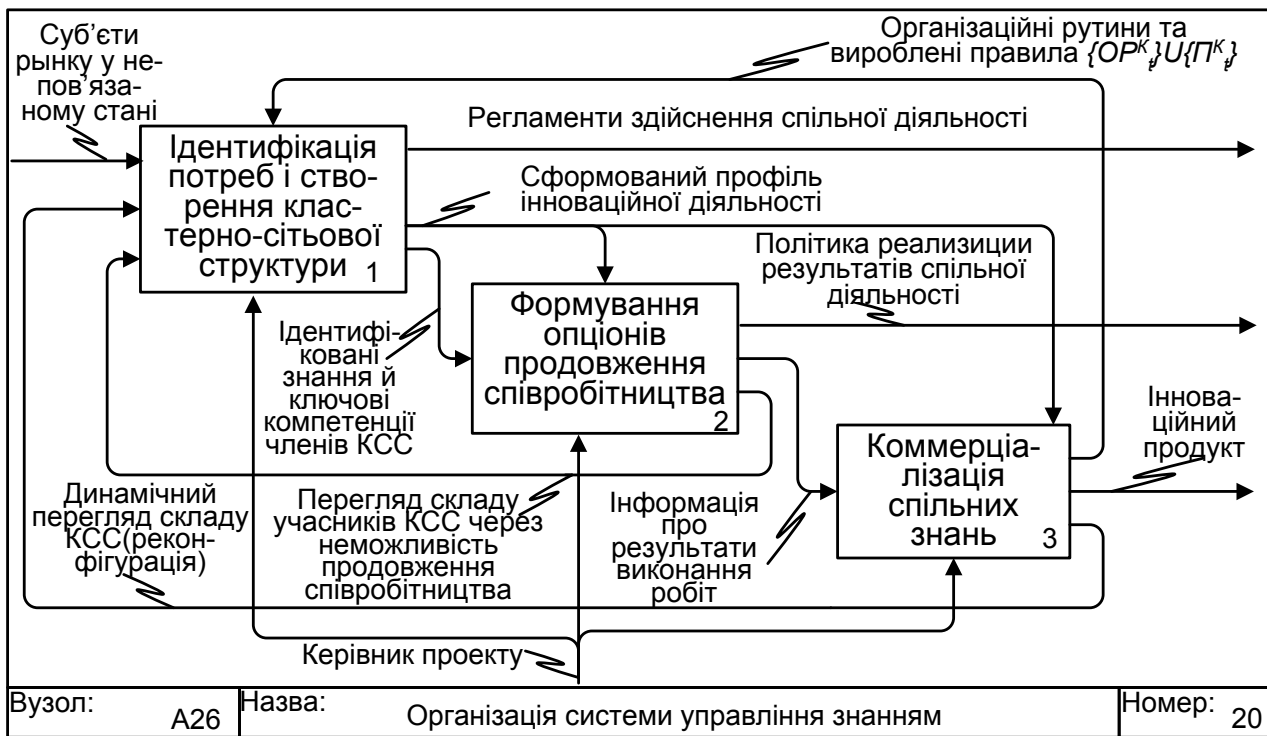 Суб’єти
рынку у не-
пов’яза-
ному стані
Організаційні рутини та
вироблені правила {ОР^К_t}U{П^К_t}
Ідентифікація
потреб і ство-
рення клас-
терно-сітьової
структури 1
Регламенти здійснення спільної діяльності
Сформований профіль
інноваційної діяльності
Політика реализиции
результатів спільної
діяльності
Ідентифі-
ковані
знання й
ключові
компетенції
членів КСС
Формування
опціонів
продовження
співробітництва
2
Іннова-
ційний
продукт
Коммерціа-
лізація
спільних
знань 3
Динамічний
перегляд складу
КСС(рекон-
фігурація)
Перегляд складу
учасників КСС через
неможливість
продовження
співробітництва
Інформація
про
результати
виконання
робіт
Керівник проекту
Вузол: А26
Назва: Організація системи управління знанням
Номер: 20